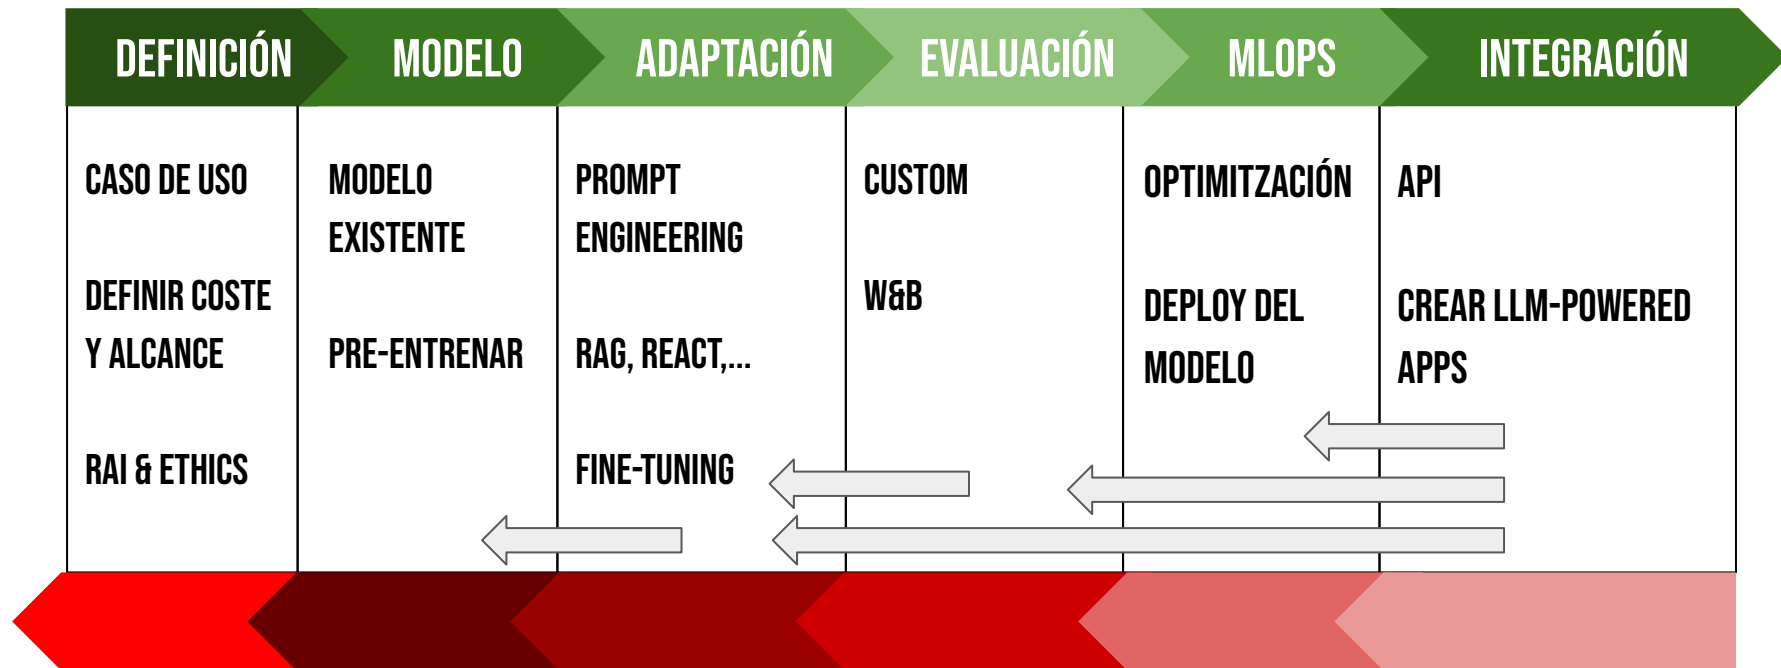 DEFINICIÓN
MODELO
ADAPTACIÓN
EVALUACIÓN
MLOPS
INTEGRACIÓN
CASO DE USO
DEFINIR COSTE
Y ALCANCE
RAI & ETHICS
MODELO
EXISTENTE
PRE-ENTRENAR
PROMPT
ENGINEERING
RAG, REACT,...
FINE-TUNING
CUSTOM
W&B
OPTIMITZACIÓN
DEPLOY DEL
MODELO
API
CREAR LLM-POWERED
APPS